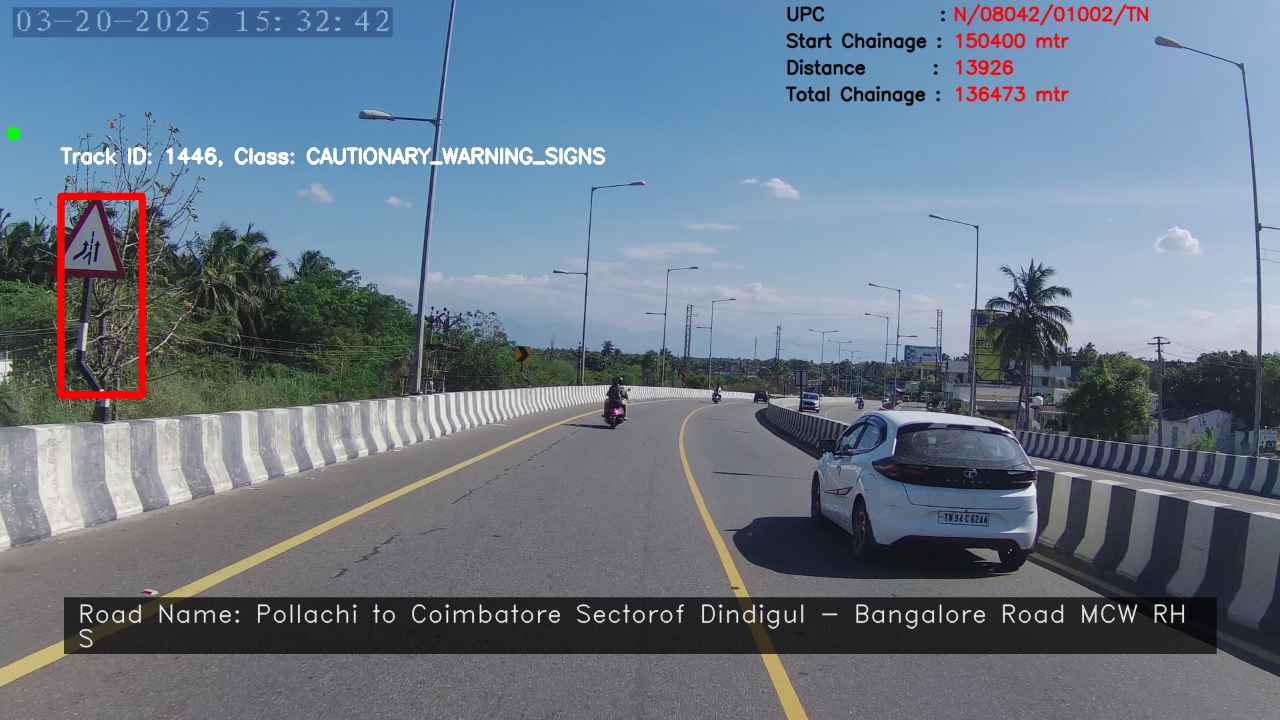 03-20-2025 15:32:42
UPC : N/08042/01002/TN
Start Chainage : 150400 mtr
Distance : 13926
Total Chainage : 136473 mtr
Track ID: 1446, Class: CAUTIONARY_WARNING_SIGNS
Road Name: Pollachi to Coimbatore Sectorof Dindigul - Bangalore Road MCW RH
S